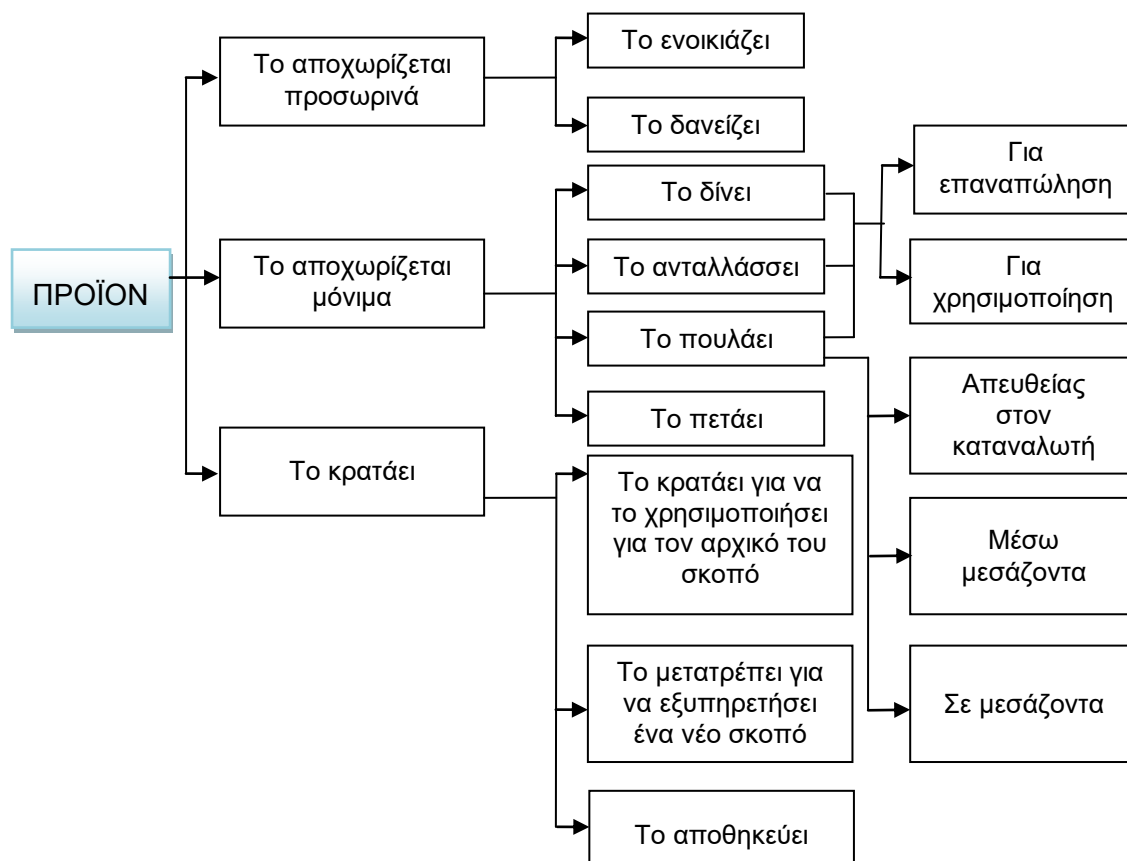 ΠΡΟΪΟΝ
Το αποχωρίζεται
προσωρινά
Το αποχωρίζεται
μόνιμα
Το κρατάει
Το ενοικιάζει
Το δανείζει
Το δίνει
Το ανταλλάσσει
Το πουλάει
Το πετάει
Το κρατάει για να
το χρησιμοποιήσει
για τον αρχικό του
σκοπό
Το μετατρέπει για
να εξυπηρετήσει
ένα νέο σκοπό
Το αποθηκεύει
Για
επαναπώληση
Για
χρησιμοποίηση
Απευθείας
στον
καταναλωτή
Μέσω
μεσάζοντα
Σε μεσάζοντα